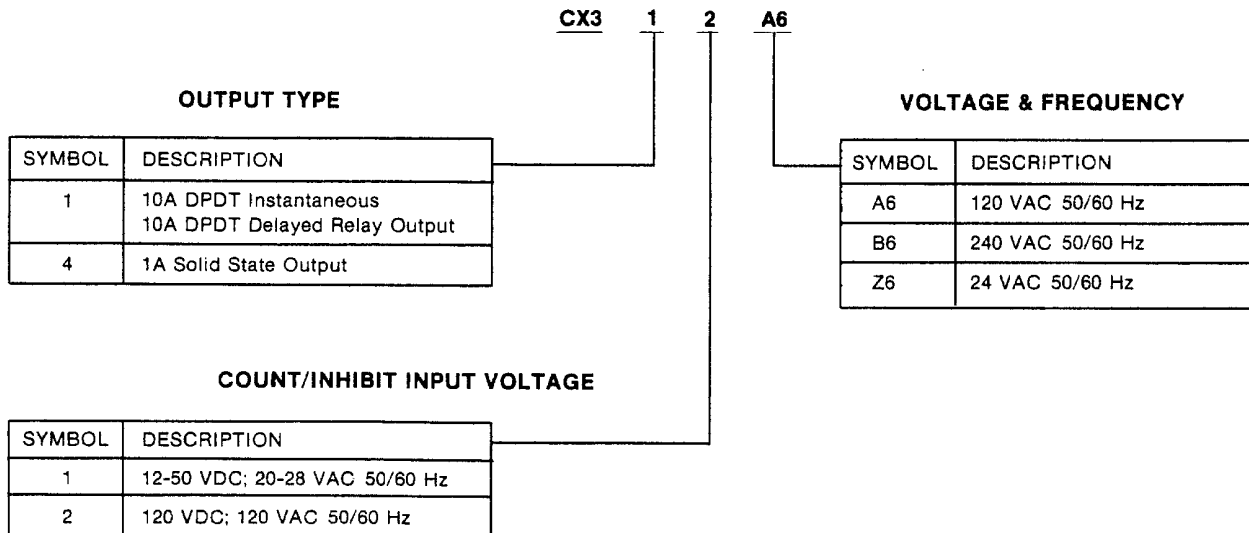 CX3 1 2 A6
OUTPUT TYPE
SYMBOL DESCRIPTION
1 10A DPDT Instantaneous
10A DPDT Delayed Relay Output
4 1A Solid State Output
VOLTAGE & FREQUENCY
SYMBOL DESCRIPTION
A6 120 VAC 50/60 Hz
B6 240 VAC 50/60 Hz
Z6 24 VAC 50/60 Hz
COUNT/INHIBIT INPUT VOLTAGE
SYMBOL DESCRIPTION
1 12-50 VDC; 20-28 VAC 50/60 Hz
2 120 VDC; 120 VAC 50/60 Hz